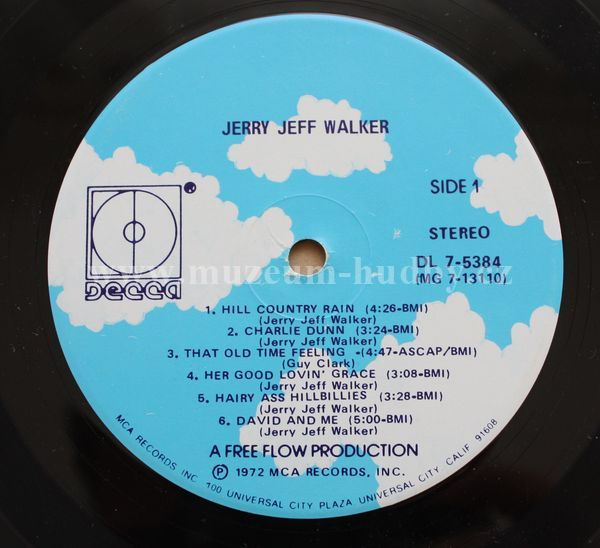 JERRY JEFF WALKER
SIDE 1
STEREO
DL 7-5384
(MG 7-13110)
DECCA
®
www.muzeum-hudby.cz
1. HILL COUNTRY RAIN (4:26-BMI)
(Jerry Jeff Walker)
2. CHARLIE DUNN (3:24-BMI)
(Jerry Jeff Walker)
3. THAT OLD TIME FEELING -(4:47-ASCAP/BMI)
(Guy Clark)
4. HER GOOD LOVIN' GRACE (3:08-BMI)
(Jerry Jeff Walker)
5. HAIRY ASS HILLBILLIES (3:28-BMI)
(Jerry Jeff Walker)
6. DAVID AND ME (5:00-BMI)
(Jerry Jeff Walker)
A FREE FLOW PRODUCTION
Ⓟ 1972 MCA RECORDS, INC.
MCA RECORDS INC. 100 UNIVERSAL CITY PLAZA UNIVERSAL CITY, CALIF. 91608